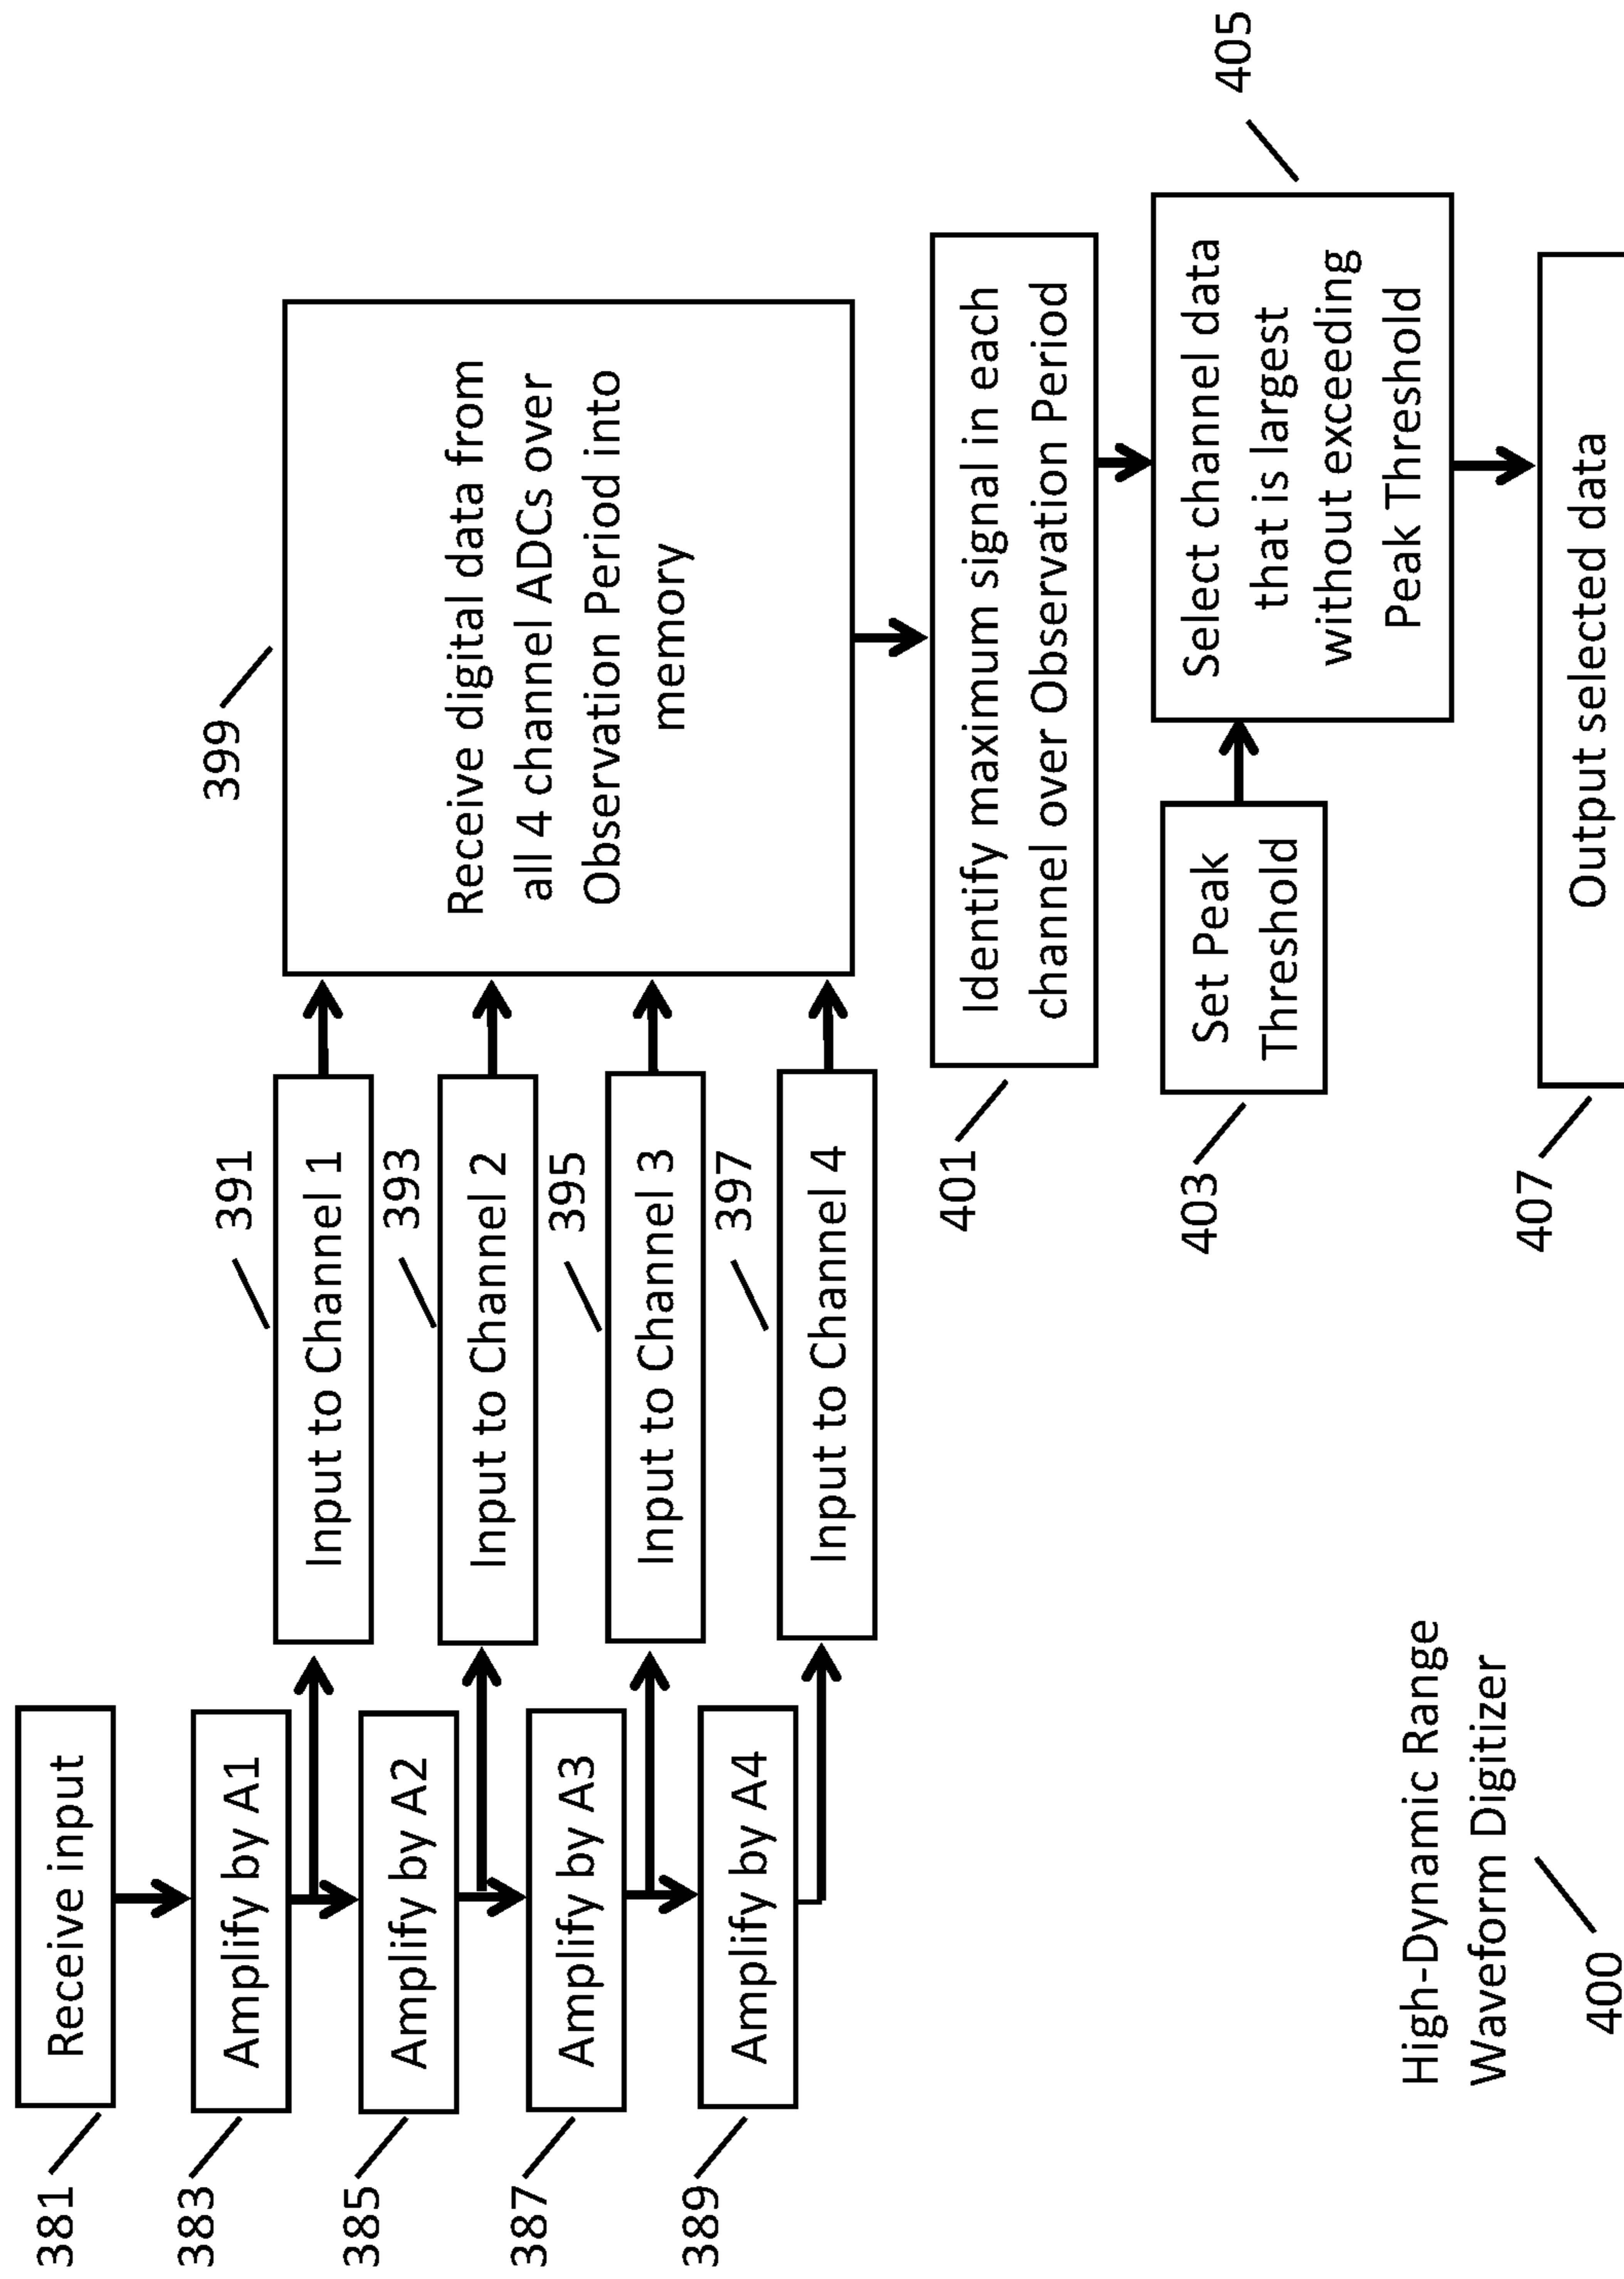 381
Receive input
383
Amplify by A1
385
Amplify by A2
387
Amplify by A3
389
Amplify by A4
391
Input to Channel 1
393
Input to Channel 2
395
Input to Channel 3
397
Input to Channel 4
399
Receive digital data from
all 4 channel ADCs over
Observation Period into
memory
401
Identify maximum signal in each
channel over Observation Period
403
Set Peak
Threshold
405
Select channel data
that is largest
without exceeding
Peak Threshold
407
Output selected data
High-Dynamic Range
Waveform Digitizer
400